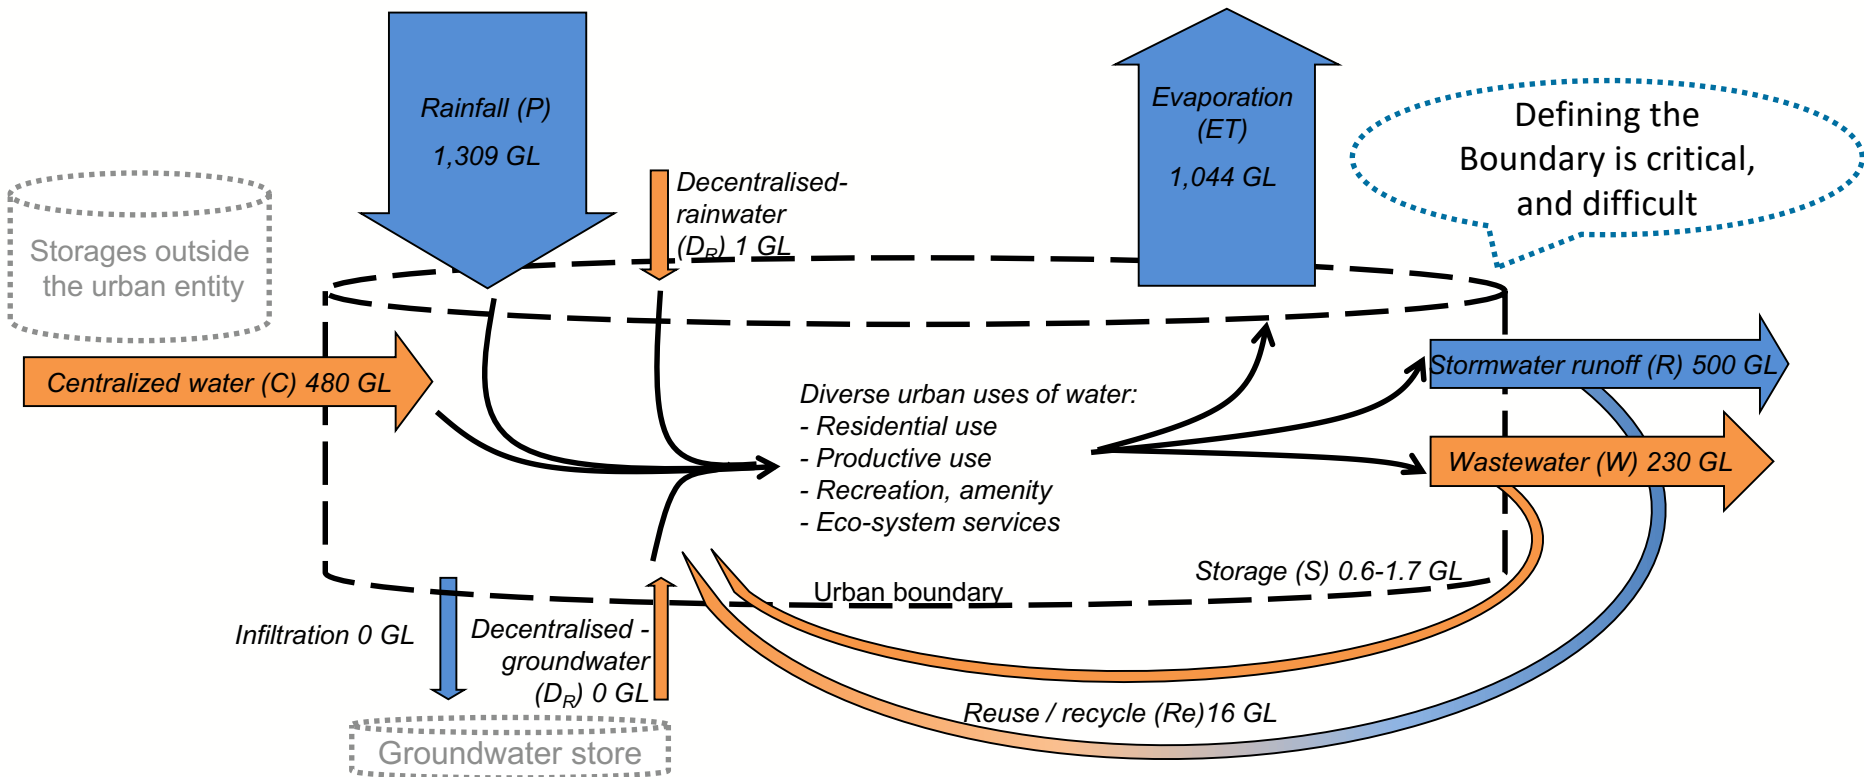 Rainfall (P)
1,309 GL
Evaporation
(ET)
1,044 GL
Defining the
Boundary is critical,
and difficult
Decentralised-
rainwater
(D_R) 1 GL
Storages outside
the urban entity
Centralized water (C) 480 GL
Stormwater runoff (R) 500 GL
Diverse urban uses of water:
- Residential use
- Productive use
- Recreation, amenity
- Eco-system services
Wastewater (W) 230 GL
Storage (S) 0.6-1.7 GL
Urban boundary
Infiltration 0 GL
Decentralised -
groundwater
(D_R) 0 GL
Reuse / recycle (Re)16 GL
Groundwater store